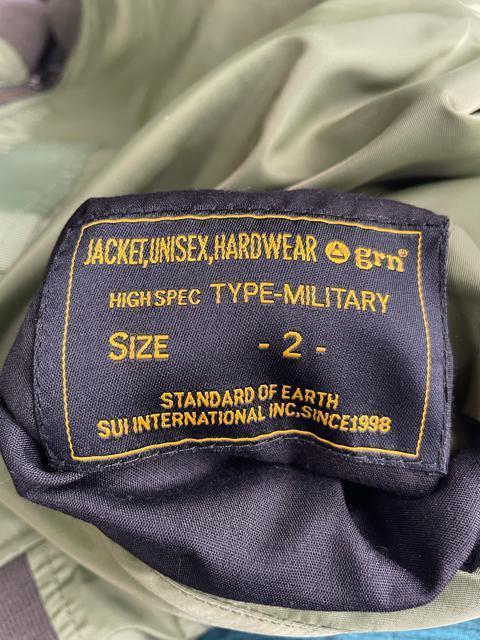 JACKET,UNISEX,HARDWEAR grn®
HIGH SPEC TYPE-MILITARY
SIZE - 2 -
STANDARD OF EARTH
SUI INTERNATIONAL INC,SINCE1998